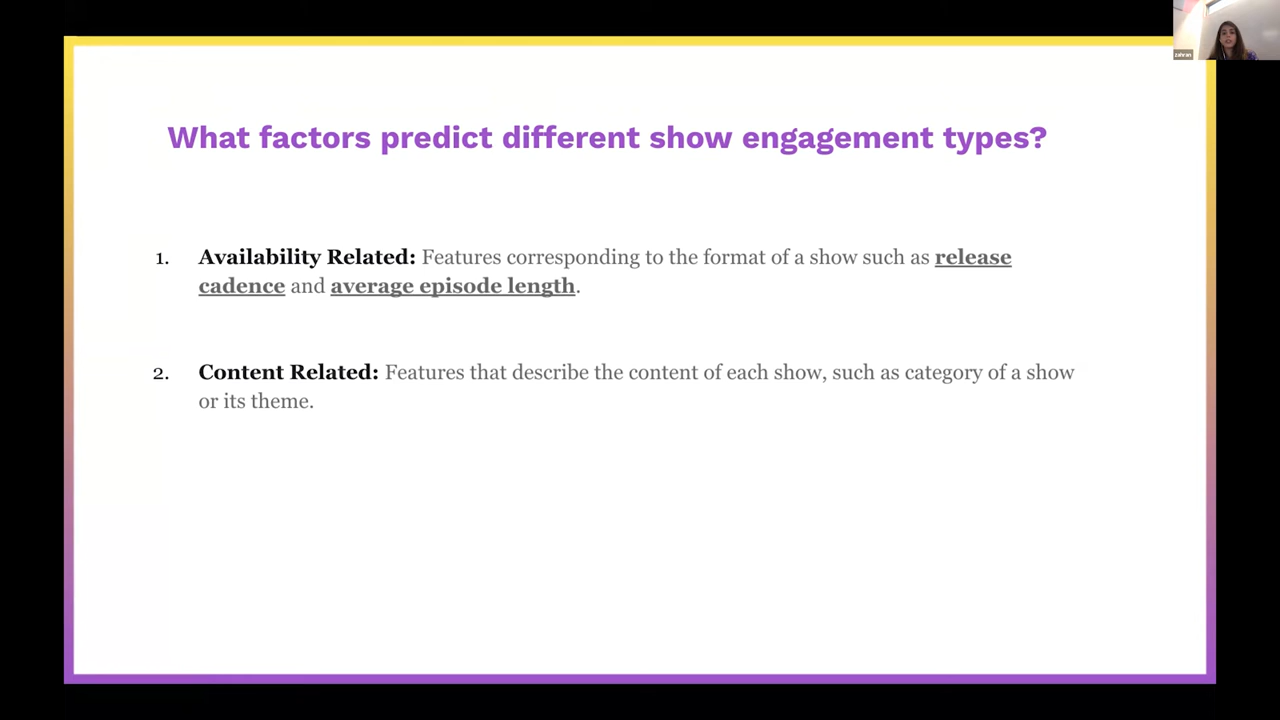 What factors predict different show engagement types?
1. Availability Related: Features corresponding to the format of a show such as release
cadence and average episode length.
2. Content Related: Features that describe the content of each show, such as category of a show
or its theme.
zahran